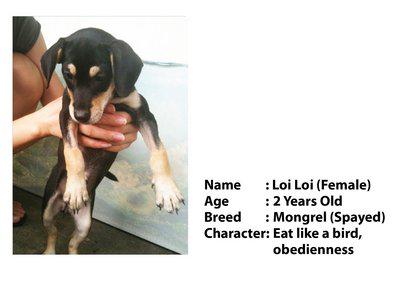 Name : Loi Loi (Female)
Age : 2 Years Old
Breed : Mongrel (Spayed)
Character: Eat like a bird,
obedienness